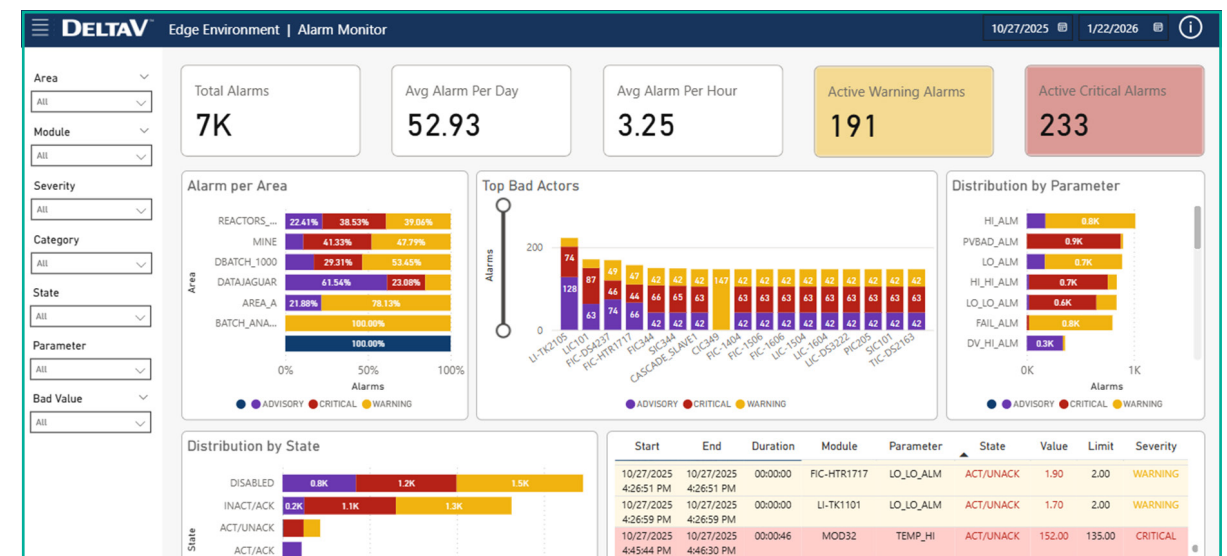 DELTAV™ Edge Environment | Alarm Monitor 10/27/2025 1/22/2026
Area
All
Module
All
Severity
All
Category
All
State
All
Parameter
All
Bad Value
All
Total Alarms
7K
Avg Alarm Per Day
52.93
Avg Alarm Per Hour
3.25
Active Warning Alarms
191
Active Critical Alarms
233
Alarm per Area
Area
REACTORS_... 22.41% 38.53% 39.06%
MINE 41.33% 47.79%
DBATCH_1000 29.31% 53.45%
DATAJAGUAR 61.54% 23.08%
AREA_A 21.88% 78.13%
BATCH_ANA... 100.00%
100.00%
0% 50% 100%
Alarms
ADVISORY CRITICAL WARNING
Top Bad Actors
Alarms
200
0
74 49 47 42 42 42 147 42 42 42 42 42 42 42
128 87 46 44 66 65 63 63 63 63 63 63 63 63
63 74 66 42 42 42 42 42 42 42 42 42 42
LI-TK2105 LIC101 FIC-DS4237 FIC-HTR1717 FIC344 SIC344 CASCADE_SLAVE1 CIC349 FIC-1404 FIC-1506 FIC-1606 LIC-1504 LIC-1604 LIC-DS3222 PIC205 SIC101 TIC-DS2163
ADVISORY CRITICAL WARNING
Distribution by Parameter
HI_ALM 0.8K
PVBAD_ALM 0.9K
LO_ALM 0.7K
HI_HI_ALM 0.7K
LO_LO_ALM 0.6K
FAIL_ALM 0.8K
DV_HI_ALM 0.3K
0K 1K
Alarms
ADVISORY CRITICAL WARNING
Distribution by State
State
DISABLED 0.8K 1.2K 1.5K
INACT/ACK 0.2K 1.1K 1.3K
ACT/UNACK
ACT/ACK
Start End Duration Module Parameter State Value Limit Severity
10/27/2025 10/27/2025 00:00:00 FIC-HTR1717 LO_LO_ALM ACT/UNACK 1.90 2.00 WARNING
4:26:51 PM 4:26:51 PM
10/27/2025 10/27/2025 00:00:00 LI-TK1101 LO_LO_ALM ACT/UNACK 1.70 2.00 WARNING
4:26:59 PM 4:26:59 PM
10/27/2025 10/27/2025 00:00:46 MOD32 TEMP_HI ACT/UNACK 152.00 135.00 CRITICAL
4:45:44 PM 4:46:30 PM